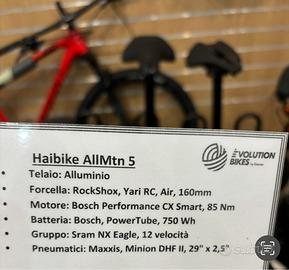 Haibike AllMtn 5
EVOLUTION
BIKES
Telaio: Alluminio
Forcella: RockShox, Yari RC, Air, 160mm
Motore: Bosch Performance CX Smart, 85 Nm
Batteria: Bosch, PowerTube, 750 Wh
Gruppo: Sram NX Eagle, 12 velocità
Pneumatici: Maxxis, Minion DHF II, 29" x 2,5"